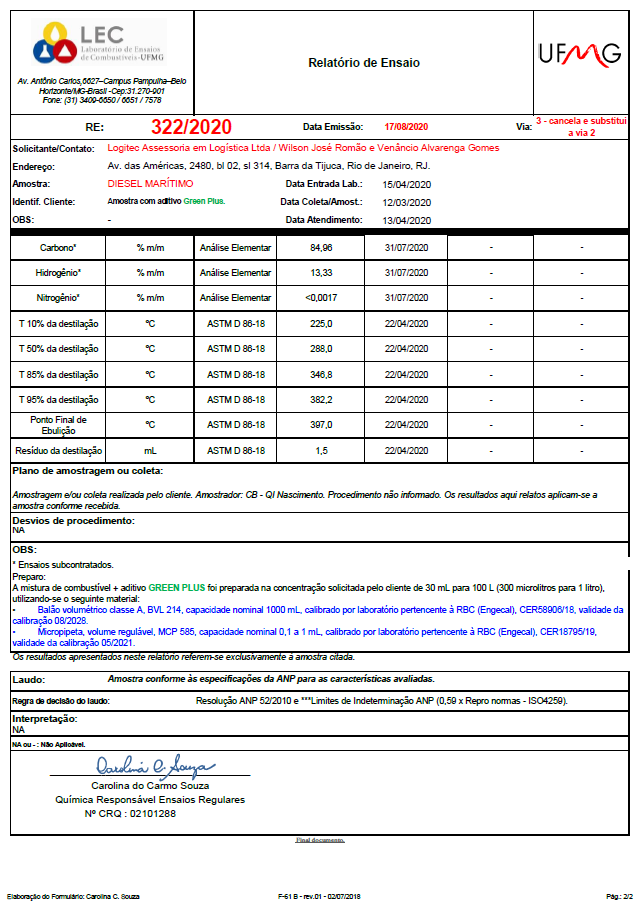 LEC
Laboratório de Ensaios
de Combustíveis-UFMG
Av. Antônio Carlos,6627–Campus Pampulha–Belo
Horizonte/MG-Brasil -Cep:31.270-901
Fone: (31) 3409-6650 / 6651 / 7578
Relatório de Ensaio
UFMG
RE: 322/2020 Data Emissão: 17/08/2020 Via: 3 - cancela e substitui
a via 2
Solicitante/Contato: Logitec Assessoria em Logística Ltda / Wilson José Romão e Venâncio Alvarenga Gomes
Endereço: Av. das Américas, 2480, bl 02, sl 314, Barra da Tijuca, Rio de Janeiro, RJ.
Amostra: DIESEL MARÍTIMO Data Entrada Lab.: 15/04/2020
Identif. Cliente: Amostra com aditivo Green Plus. Data Coleta/Amost.: 12/03/2020
OBS: - Data Atendimento: 13/04/2020
Carbono* % m/m Análise Elementar 84,96 31/07/2020 - -
Hidrogênio* % m/m Análise Elementar 13,33 31/07/2020 - -
Nitrogênio* % m/m Análise Elementar <0,0017 31/07/2020 - -
T 10% da destilação ºC ASTM D 86-18 225,0 22/04/2020 - -
T 50% da destilação ºC ASTM D 86-18 288,0 22/04/2020 - -
T 85% da destilação ºC ASTM D 86-18 346,8 22/04/2020 - -
T 95% da destilação ºC ASTM D 86-18 382,2 22/04/2020 - -
Ponto Final de
Ebulição ºC ASTM D 86-18 397,0 22/04/2020 - -
Resíduo da destilação mL ASTM D 86-18 1,5 22/04/2020 - -
Plano de amostragem ou coleta:
Amostragem e/ou coleta realizada pelo cliente. Amostrador: CB - QI Nascimento. Procedimento não informado. Os resultados aqui relatos aplicam-se a
amostra conforme recebida.
Desvios de procedimento:
NA
OBS:
* Ensaios subcontratados.
Preparo:
A mistura de combustível + aditivo GREEN PLUS foi preparada na concentração solicitada pelo cliente de 30 mL para 100 L (300 microlitros para 1 litro),
utilizando-se o seguinte material:
• Balão volumétrico classe A, BVL 214, capacidade nominal 1000 mL, calibrado por laboratório pertencente à RBC (Engecal), CER58906/18, validade da
calibração 08/2028.
• Micropipeta, volume regulável, MCP 585, capacidade nominal 0,1 a 1 mL, calibrado por laboratório pertencente à RBC (Engecal), CER18795/19,
validade da calibração 05/2021.
Os resultados apresentados neste relatório referem-se exclusivamente à amostra citada.
Laudo: Amostra conforme às especificações da ANP para as características avaliadas.
Regra de decisão do laudo: Resolução ANP 52/2010 e ***Limites de Indeterminação ANP (0,59 x Repro normas - ISO4259).
Interpretação:
NA
NA ou - : Não Aplicável.
Carolina C. Souza
Carolina do Carmo Souza
Química Responsável Ensaios Regulares
Nº CRQ : 02101288
Final documento.
Elaboração do Formulário: Carolina C. Souza F-61 B - rev.01 - 02/07/2018 Pág.: 2/2